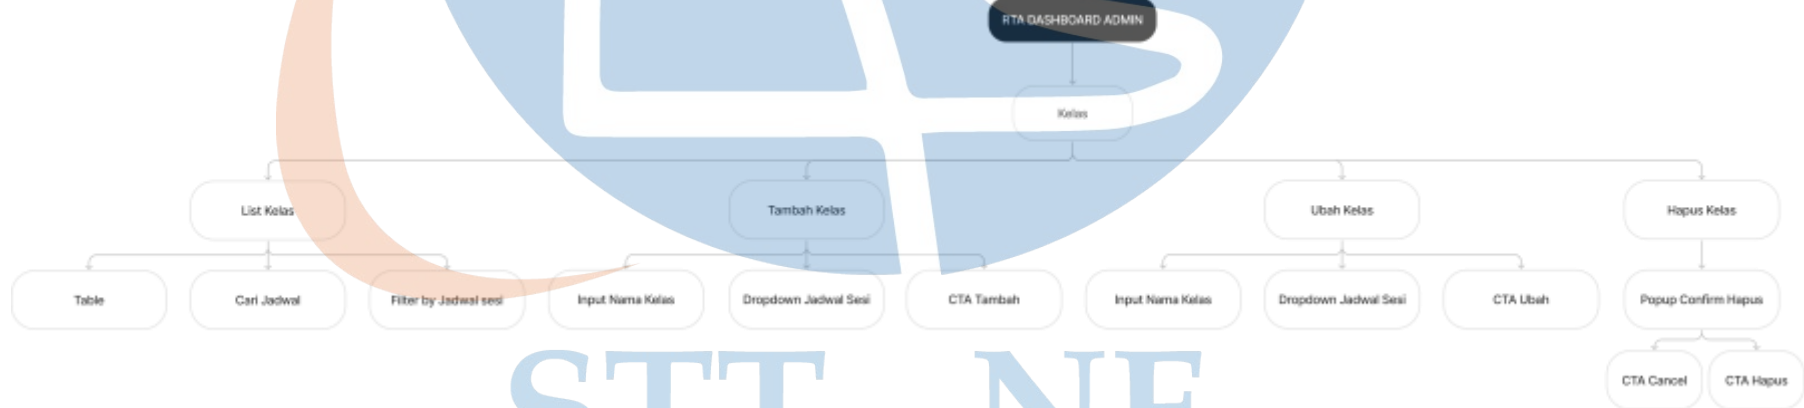 RTA DASHBOARD ADMIN
Kelas
List Kelas
Tambah Kelas
Ubah Kelas
Hapus Kelas
Table
Cari Jadwal
Filter by Jadwal sesi
Input Nama Kelas
Dropdown Jadwal Sesi
CTA Tambah
Input Nama Kelas
Dropdown Jadwal Sesi
CTA Ubah
Popup Confirm Hapus
CTA Cancel
CTA Hapus
STT NF